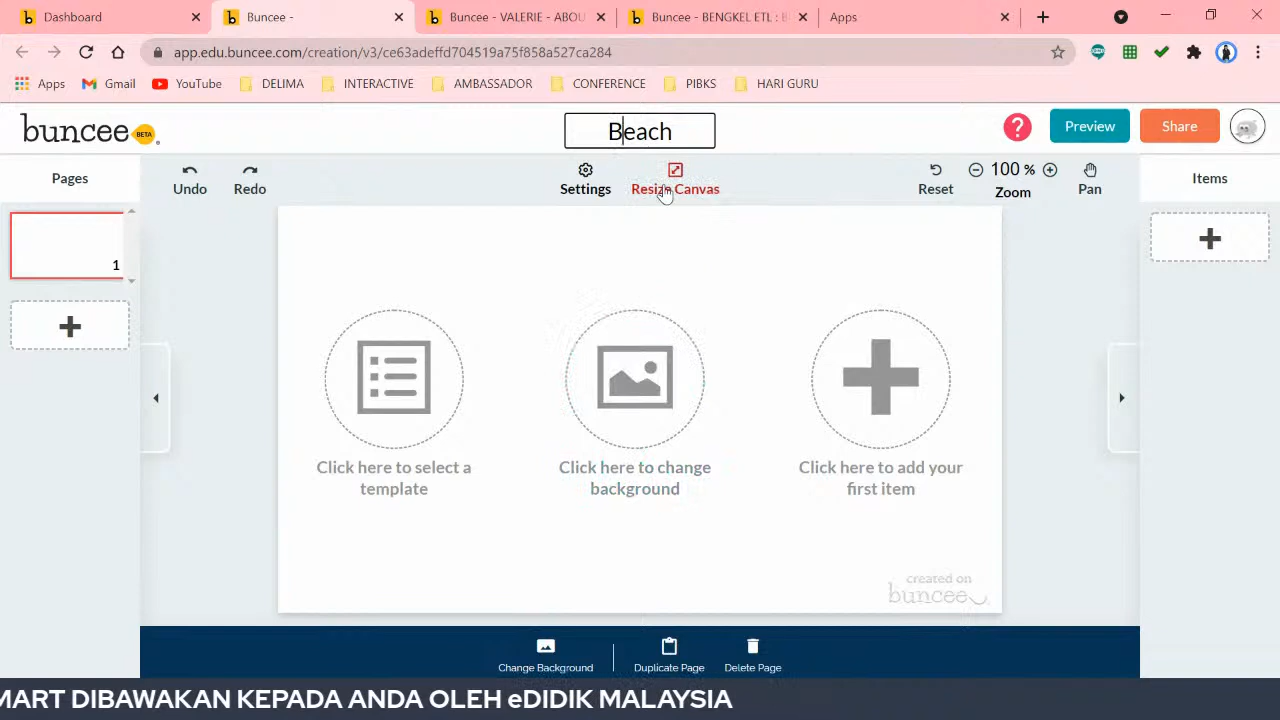 Dashboard
Buncee -
Buncee - VALERIE - ABOU
Buncee - BENGKEL ETL : B
Apps
app.edu.buncee.com/creation/v3/ce63adeffd704519a75f858a527ca284
Apps
Gmail
YouTube
DELIMA
INTERACTIVE
AMBASSADOR
CONFERENCE
PIBKS
HARI GURU
buncee BETA
Beach
?
Preview
Share
Pages
Undo
Redo
Settings
Resize Canvas
Reset
100 %
Zoom
Pan
Items
1
Click here to select a
template
Click here to change
background
Click here to add your
first item
created on
buncee
Change Background
Duplicate Page
Delete Page
MART DIBAWAKAN KEPADA ANDA OLEH eDIDIK MALAYSIA